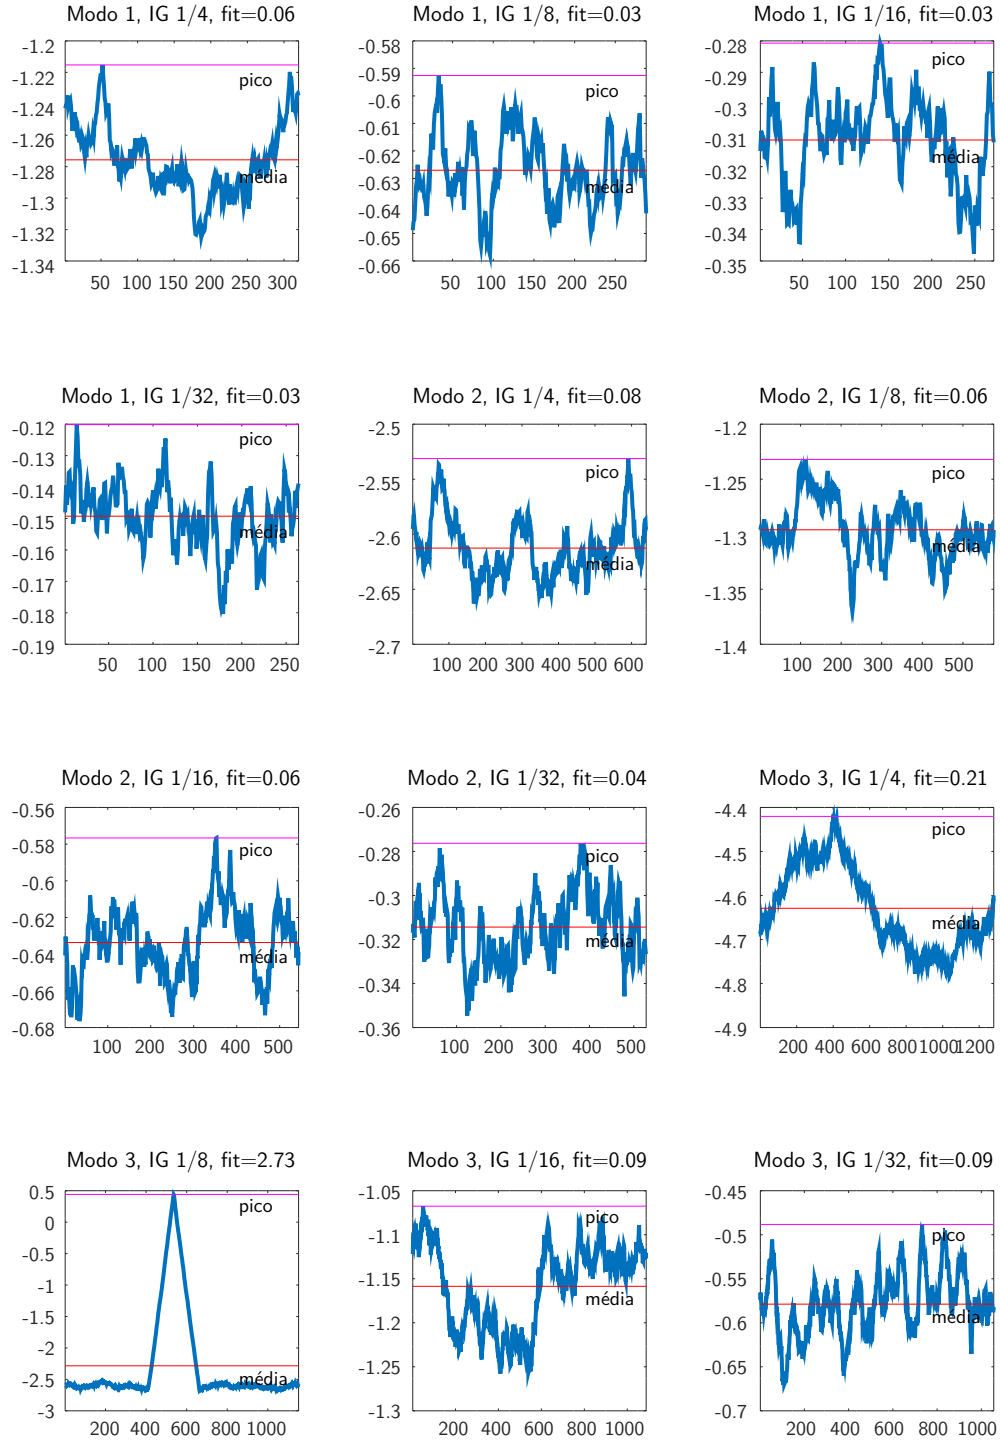 Modo 1, IG 1/4, fit=0.06
-1.2
-1.22
-1.24
-1.26
-1.28
-1.3
-1.32
-1.34
pico
média
50 100 150 200 250 300
Modo 1, IG 1/8, fit=0.03
-0.58
-0.59
-0.6
-0.61
-0.62
-0.63
-0.64
-0.65
-0.66
pico
média
50 100 150 200 250
Modo 1, IG 1/16, fit=0.03
-0.28
-0.29
-0.3
-0.31
-0.32
-0.33
-0.34
-0.35
pico
média
50 100 150 200 250
Modo 1, IG 1/32, fit=0.03
-0.12
-0.13
-0.14
-0.15
-0.16
-0.17
-0.18
-0.19
pico
média
50 100 150 200 250
Modo 2, IG 1/4, fit=0.08
-2.5
-2.55
-2.6
-2.65
-2.7
pico
média
100 200 300 400 500 600
Modo 2, IG 1/8, fit=0.06
-1.2
-1.25
-1.3
-1.35
-1.4
pico
média
100 200 300 400 500
Modo 2, IG 1/16, fit=0.06
-0.56
-0.58
-0.6
-0.62
-0.64
-0.66
-0.68
pico
média
100 200 300 400 500
Modo 2, IG 1/32, fit=0.04
-0.26
-0.28
-0.3
-0.32
-0.34
-0.36
pico
média
100 200 300 400 500
Modo 3, IG 1/4, fit=0.21
-4.4
-4.5
-4.6
-4.7
-4.8
-4.9
pico
média
200 400 600 800 1000 1200
Modo 3, IG 1/8, fit=2.73
0.5
0
-0.5
-1
-1.5
-2
-2.5
-3
pico
média
200 400 600 800 1000
Modo 3, IG 1/16, fit=0.09
-1.05
-1.1
-1.15
-1.2
-1.25
-1.3
pico
média
200 400 600 800 1000
Modo 3, IG 1/32, fit=0.09
-0.45
-0.5
-0.55
-0.6
-0.65
-0.7
pico
média
200 400 600 800 1000